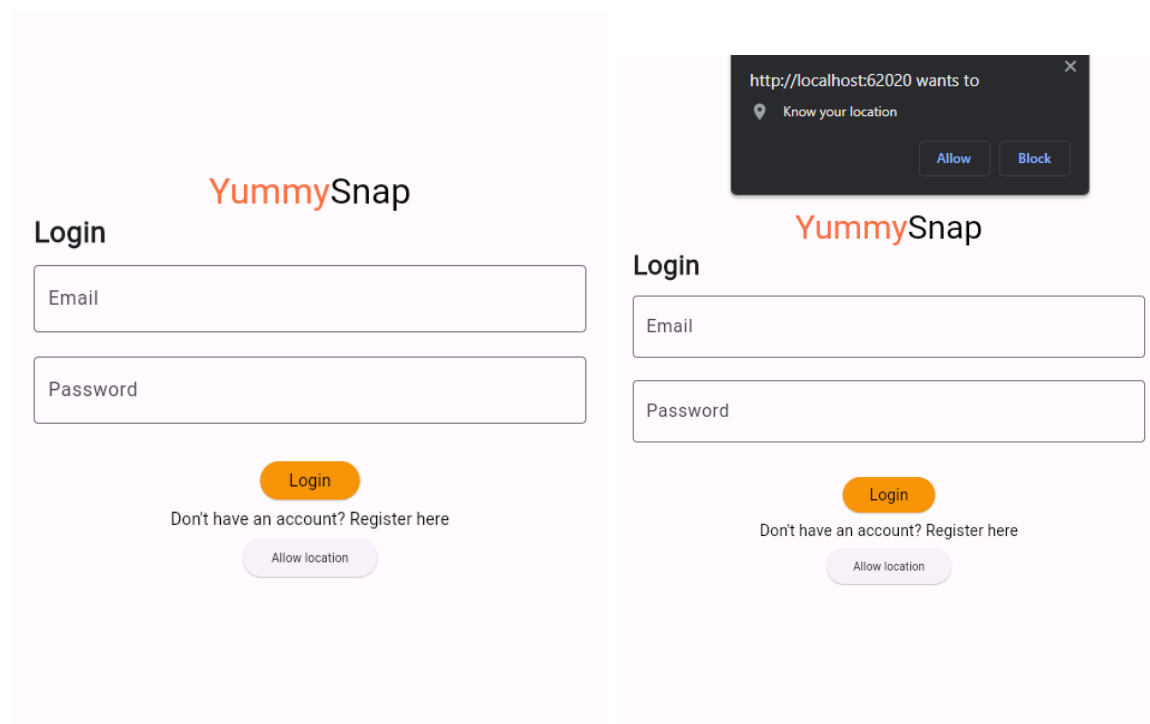 YummySnap
Login
Email
Password
Login
Don't have an account? Register here
Allow location
http://localhost:62020 wants to
Know your location
Allow Block
YummySnap
Login
Email
Password
Login
Don't have an account? Register here
Allow location